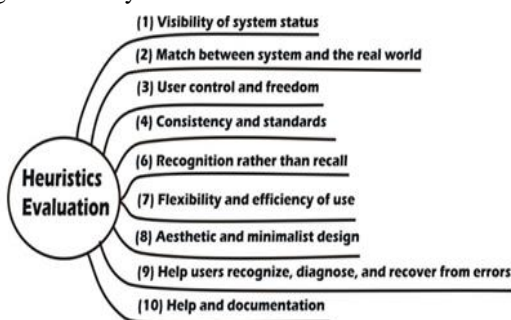 (1) Visibility of system status
(2) Match between system and the real world
(3) User control and freedom
(4) Consistency and standards
(6) Recognition rather than recall
Heuristics
Evaluation
(7) Flexibility and efficiency of use
(8) Aesthetic and minimalist design
(9) Help users recognize, diagnose, and recover from errors
(10) Help and documentation